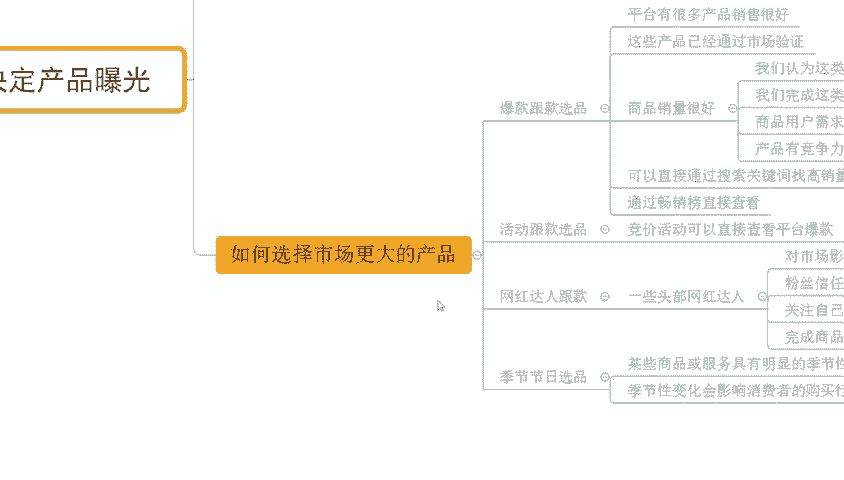 决定产品曝光
如何选择市场更大的产品
爆款跟款选品
平台有很多产品销售很好
这些产品已经通过市场验证
商品销量很好
我们认为这类
我们完成这类
商品用户需求
产品有竞争力
可以直接通过搜索关键词找高销量
通过畅销榜直接查看
活动跟款选品
竞价活动可以直接查看平台爆款
网红达人跟款
一些头部网红达人
对市场影
粉丝信任
关注自己
完成商品
季节节日选品
某些商品或服务具有明显的季节性
季节性变化会影响消费者的购买行